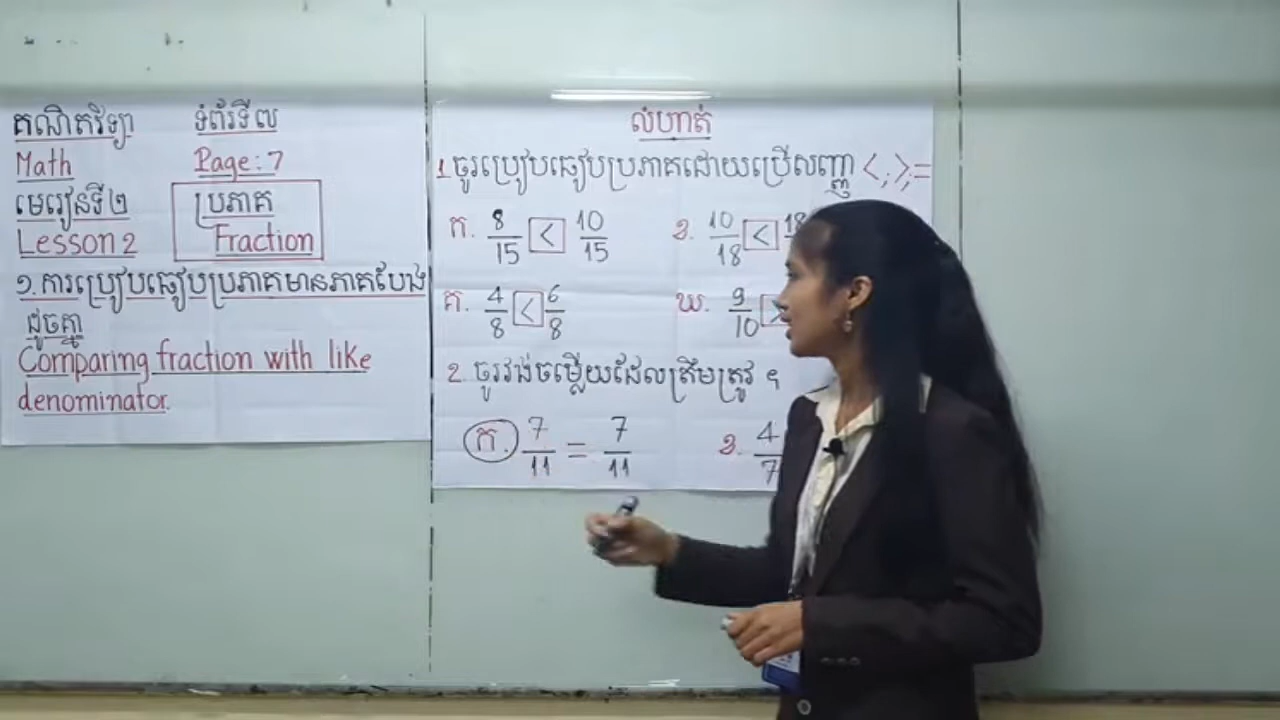 គណិតវិទ្យា ទំព័រទី៧
Math Page: 7
មេរៀនទី២ ប្រភាគ
Lesson 2 Fraction
១. ការប្រៀបធៀបប្រភាគមានភាគបែង
ដូចគ្នា
Comparing fraction with like
denominator.
លំហាត់
1. ចូរប្រៀបធៀបប្រភាគដោយប្រើសញ្ញា <, >, =
ក. 8/15 < 10/15 ខ. 10/18 < 18
គ. 4/8 < 6/8 ឃ. 9/10 >
2. ចូរវង់ចម្លើយដែលត្រឹមត្រូវ ។
ក. 7/11 = 7/11 ខ. 4/7